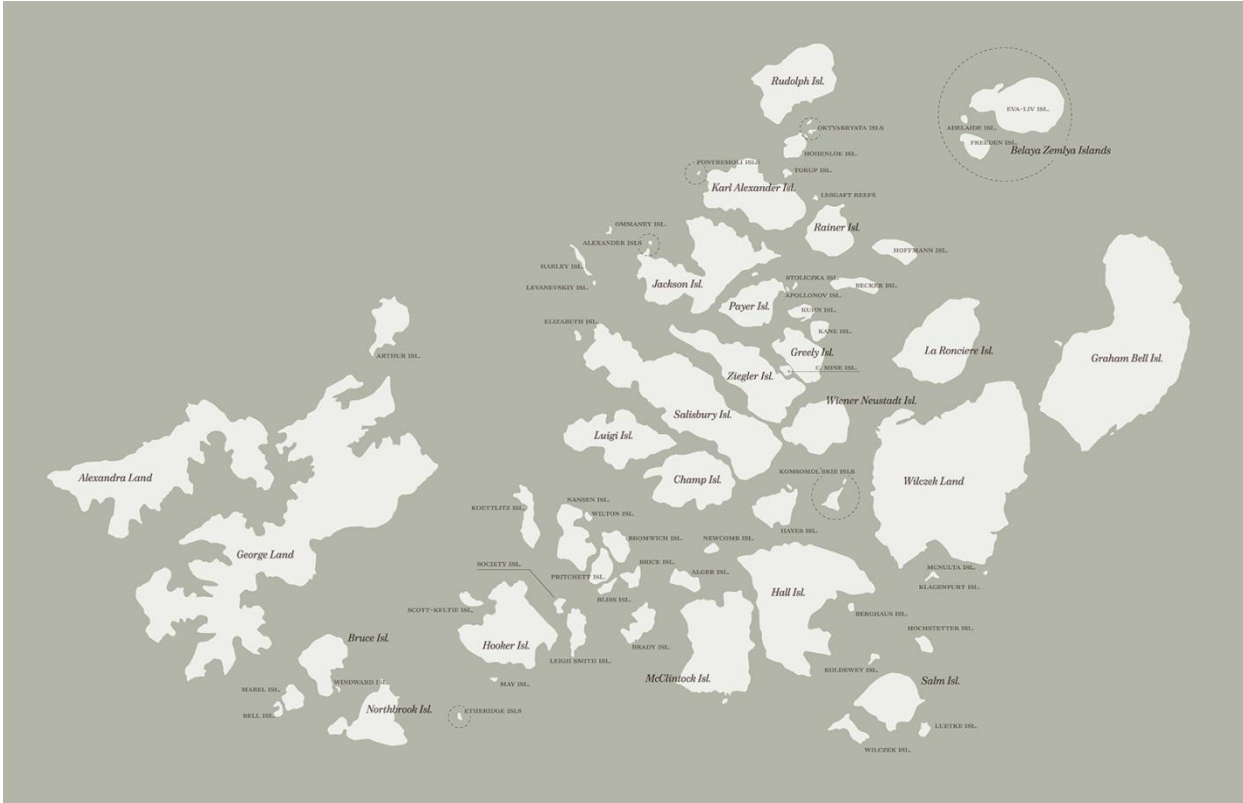 Rudolph Isl.
EVA-LIV ISL.
ADELAIDE ISL.
OKTYABRYATA ISLS
FREEDEN ISL.
Belaya Zemlya Islands
HOHENLOE ISL.
PONTREMOLI ISLS
TORUP ISL.
Karl Alexander Isl.
LESGAFT REEFS
OMMANEY ISL.
Rainer Isl.
ALEXANDER ISLS
HOFFMANN ISL.
HARLEY ISL.
STOLICZKA ISL.
Jackson Isl.
LEVANEVSKIY ISL.
BECKER ISL.
APOLLONOV ISL.
Payer Isl.
KUHN ISL.
ELIZABETH ISL.
KANE ISL.
Greely Isl.
La Ronciere Isl.
ARTHUR ISL.
Graham Bell Isl.
C. MINE ISL.
Ziegler Isl.
Wiener Neustadt Isl.
Salisbury Isl.
Luigi Isl.
KOMSOMOL'SKIE ISLS
Alexandra Land
Champ Isl.
Wilczek Land
NANSEN ISL.
KOETTLITZ ISL.
WILTON ISL.
HAYES ISL.
BROMWICH ISL.
NEWCOMB ISL.
George Land
SOCIETY ISL.
BRICE ISL.
MCNULTA ISL.
PRITCHETT ISL.
ALGER ISL.
KLAGENFURT ISL.
BLISS ISL.
Hall Isl.
SCOTT-KELTIE ISL.
BERGHAUS ISL.
HOCHSTETTER ISL.
Bruce Isl.
Hooker Isl.
BRADY ISL.
LEIGH SMITH ISL.
KOLDEWEY ISL.
McClintock Isl.
Salm Isl.
WINDWARD ISL.
MAY ISL.
MABEL ISL.
Northbrook Isl.
ETHERIDGE ISLS
BELL ISL.
LUETKE ISL.
WILCZEK ISL.